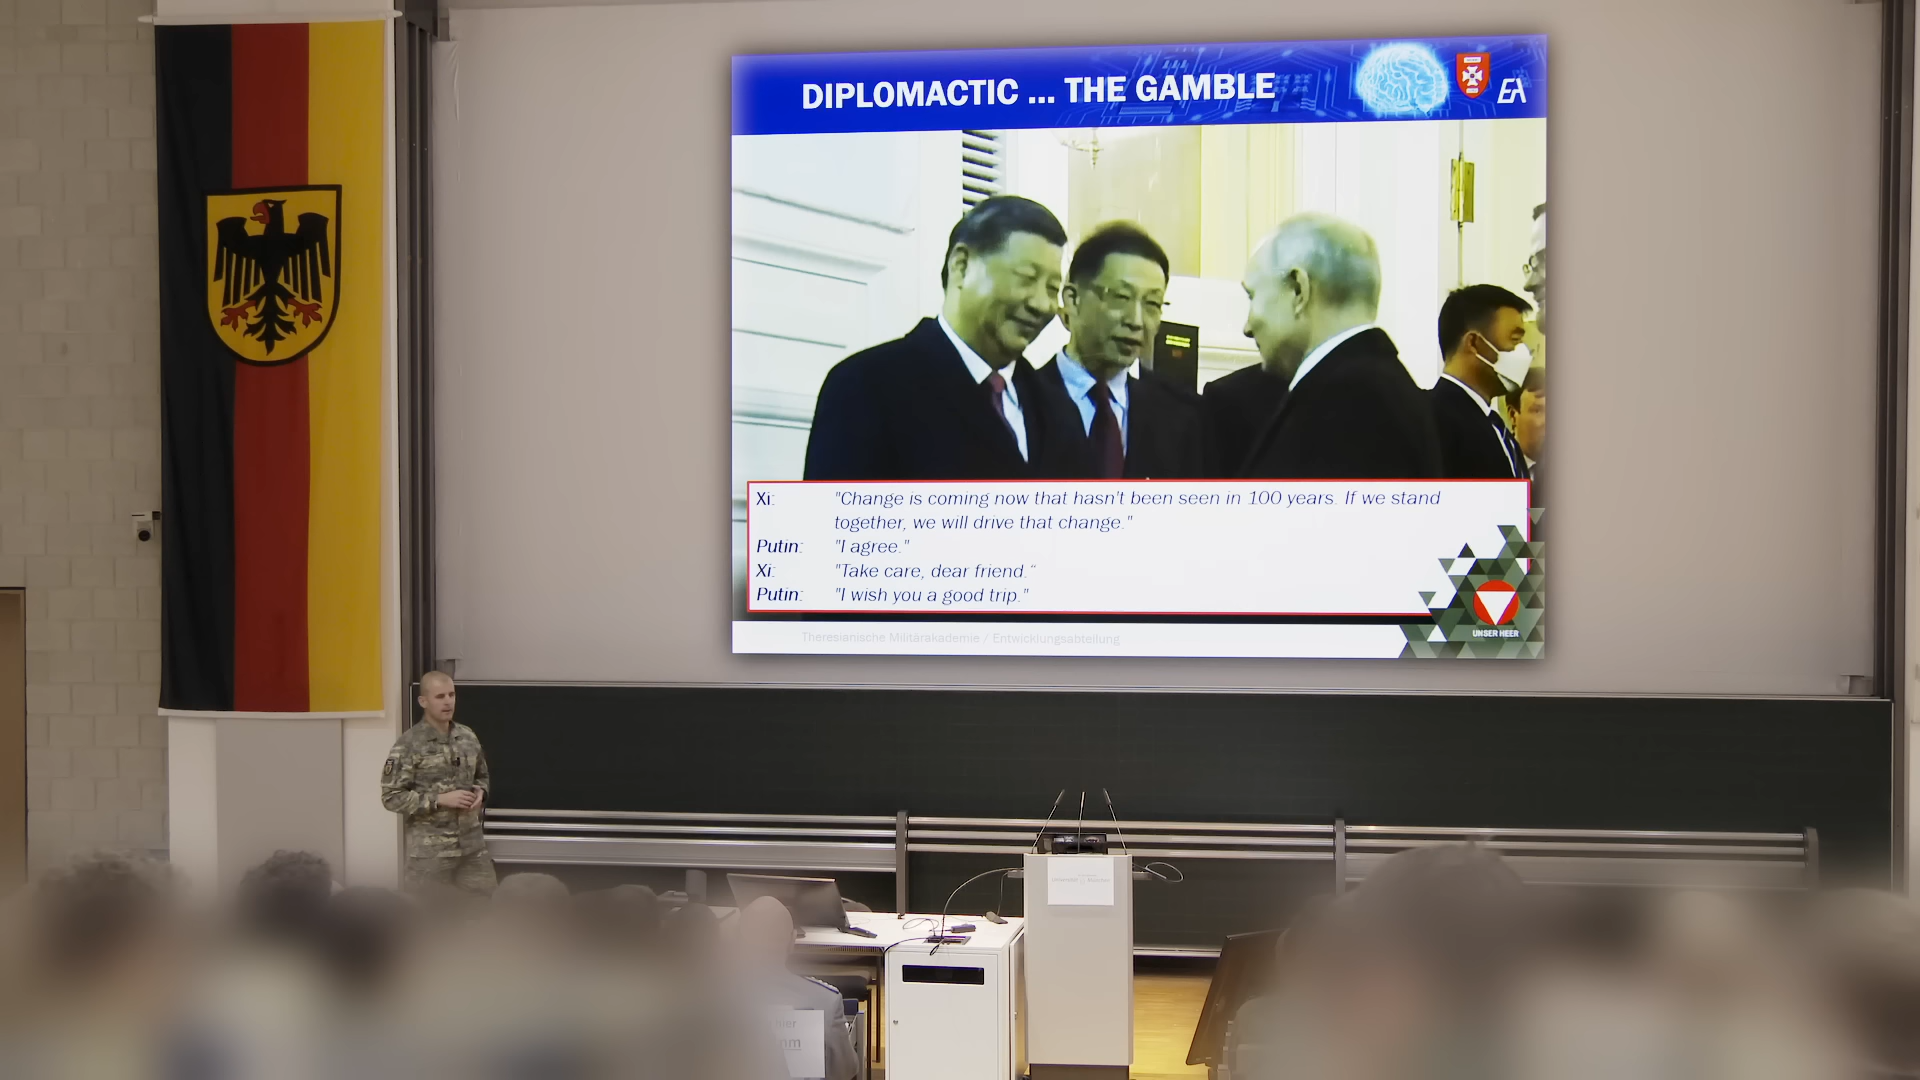 DIPLOMACTIC ... THE GAMBLE
EA
Xi: "Change is coming now that hasn't been seen in 100 years. If we stand
together, we will drive that change."
Putin: "I agree."
Xi: "Take care, dear friend."
Putin: "I wish you a good trip."
Theresianische Militärakademie / Entwicklungsabteilung
UNSER HEER